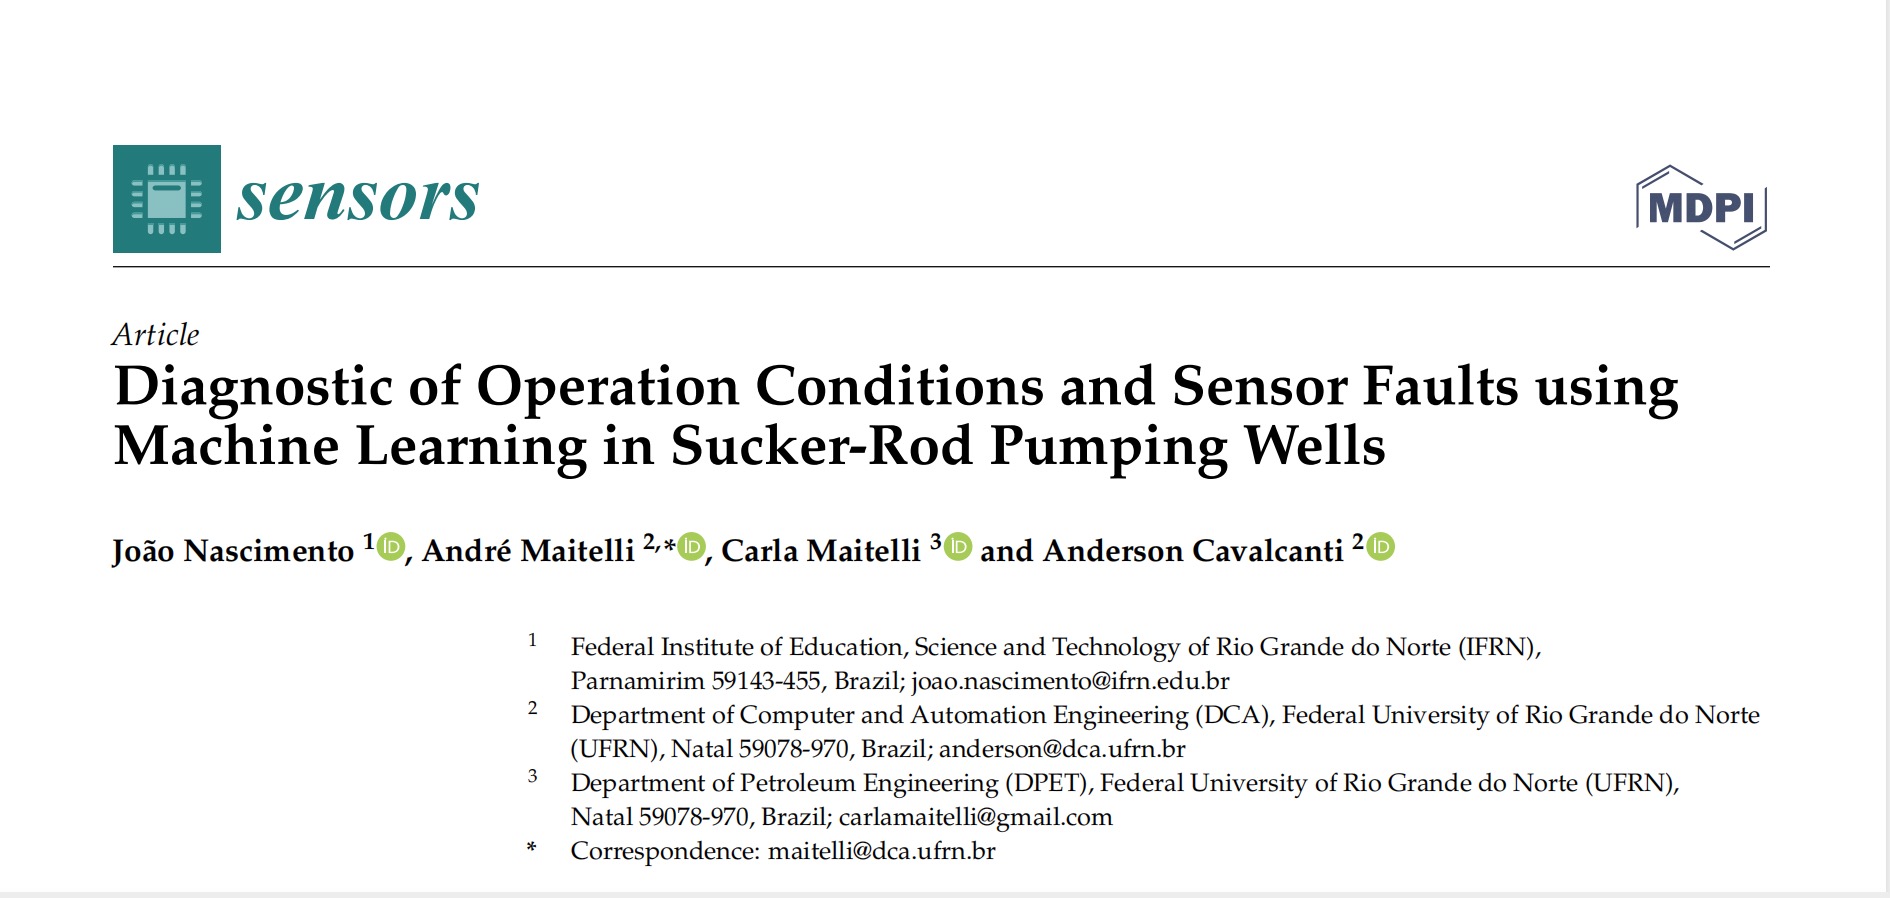 sensors
MDPI
Article
Diagnostic of Operation Conditions and Sensor Faults using
Machine Learning in Sucker-Rod Pumping Wells
João Nascimento 1 iD, André Maitelli 2,* iD, Carla Maitelli 3 iD and Anderson Cavalcanti 2 iD
1 Federal Institute of Education, Science and Technology of Rio Grande do Norte (IFRN),
Parnamirim 59143-455, Brazil; joao.nascimento@ifrn.edu.br
2 Department of Computer and Automation Engineering (DCA), Federal University of Rio Grande do Norte
(UFRN), Natal 59078-970, Brazil; anderson@dca.ufrn.br
3 Department of Petroleum Engineering (DPET), Federal University of Rio Grande do Norte (UFRN),
Natal 59078-970, Brazil; carlamaitelli@gmail.com
* Correspondence: maitelli@dca.ufrn.br